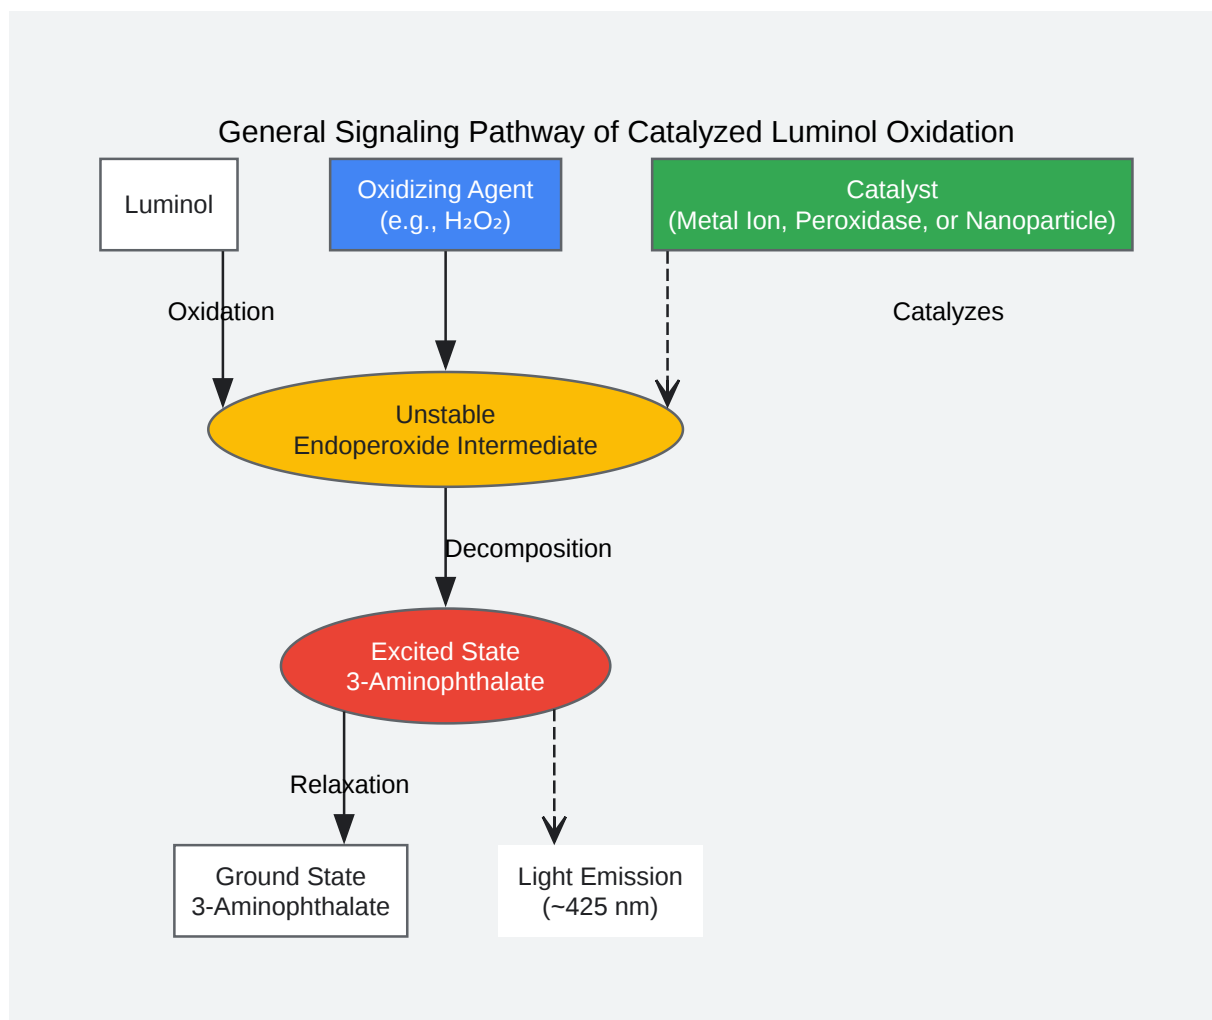 General Signaling Pathway of Catalyzed Luminol Oxidation
Luminol
Oxidizing Agent
(e.g., H₂O₂)
Catalyst
(Metal Ion, Peroxidase, or Nanoparticle)
Oxidation
Catalyzes
Unstable
Endoperoxide Intermediate
Decomposition
Excited State
3-Aminophthalate
Relaxation
Ground State
3-Aminophthalate
Light Emission
(~425 nm)